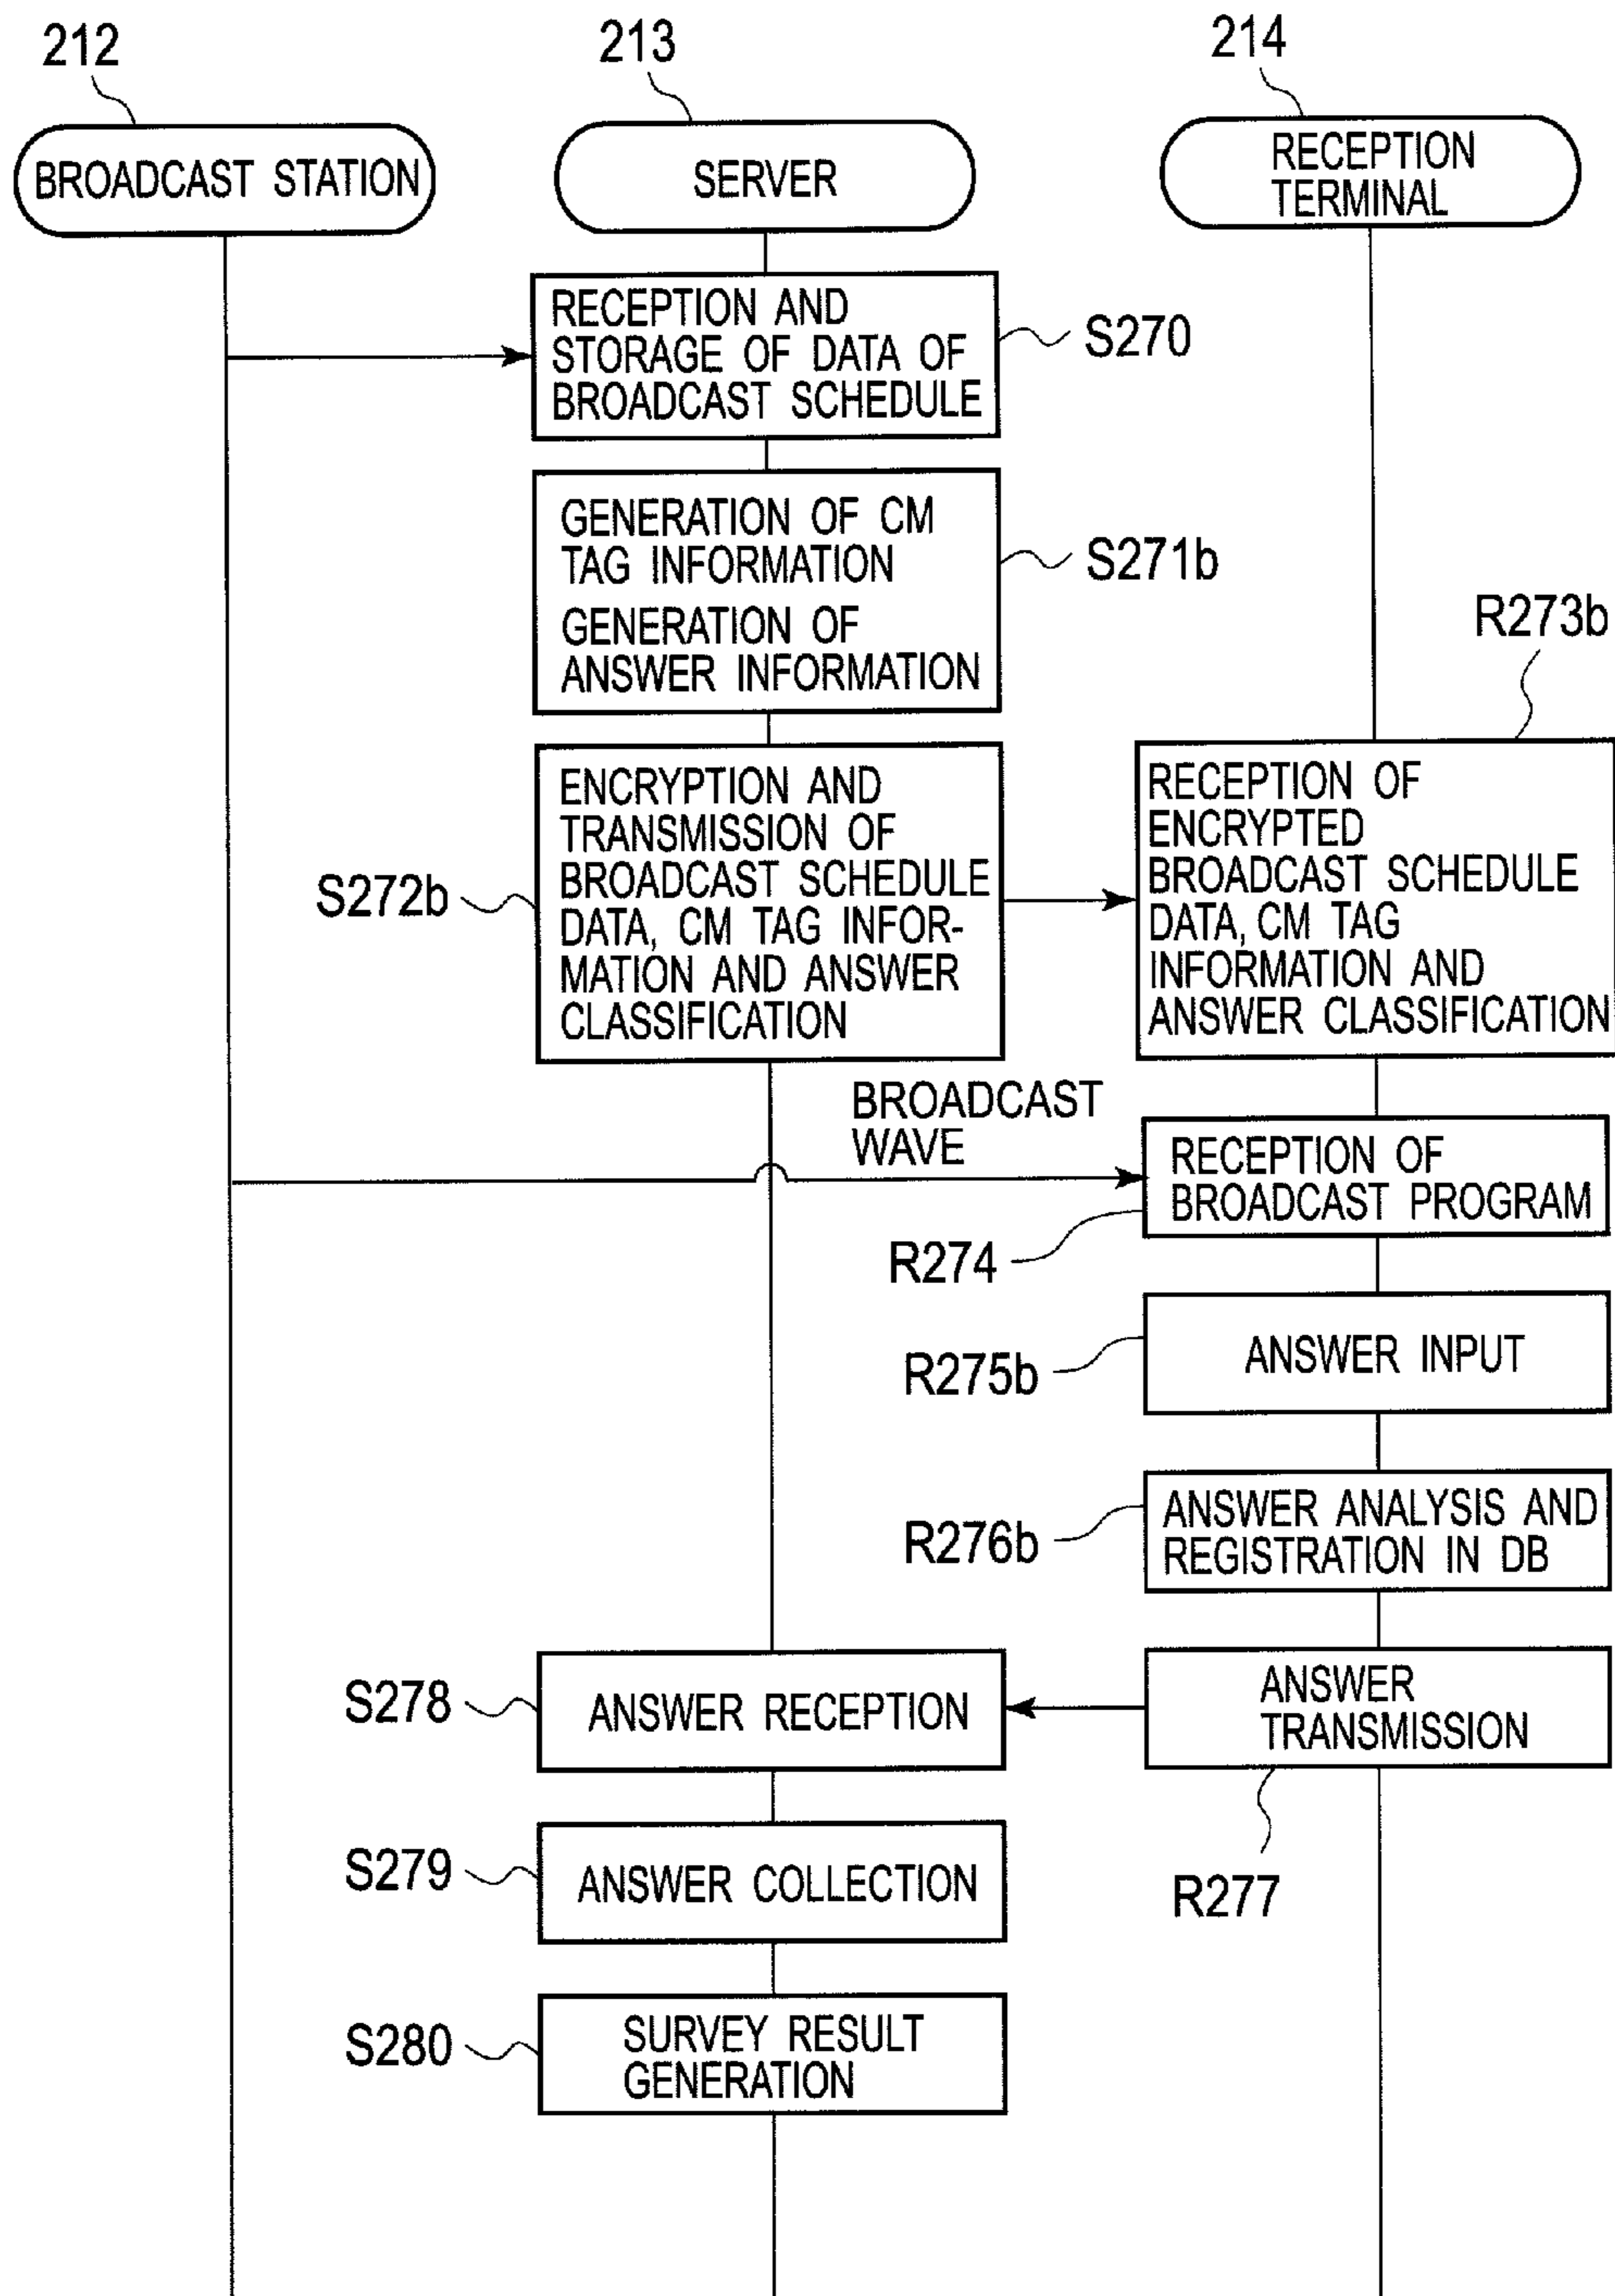 212
213
214
BROADCAST STATION
SERVER
RECEPTION
TERMINAL
RECEPTION AND
STORAGE OF DATA OF
BROADCAST SCHEDULE
S270
GENERATION OF CM
TAG INFORMATION
GENERATION OF
ANSWER INFORMATION
S271b
R273b
S272b
ENCRYPTION AND
TRANSMISSION OF
BROADCAST SCHEDULE
DATA, CM TAG INFOR-
MATION AND ANSWER
CLASSIFICATION
RECEPTION OF
ENCRYPTED
BROADCAST SCHEDULE
DATA, CM TAG
INFORMATION AND
ANSWER CLASSIFICATION
BROADCAST
WAVE
RECEPTION OF
BROADCAST PROGRAM
R274
R275b
ANSWER INPUT
R276b
ANSWER ANALYSIS AND
REGISTRATION IN DB
S278
ANSWER RECEPTION
ANSWER
TRANSMISSION
R277
S279
ANSWER COLLECTION
S280
SURVEY RESULT
GENERATION